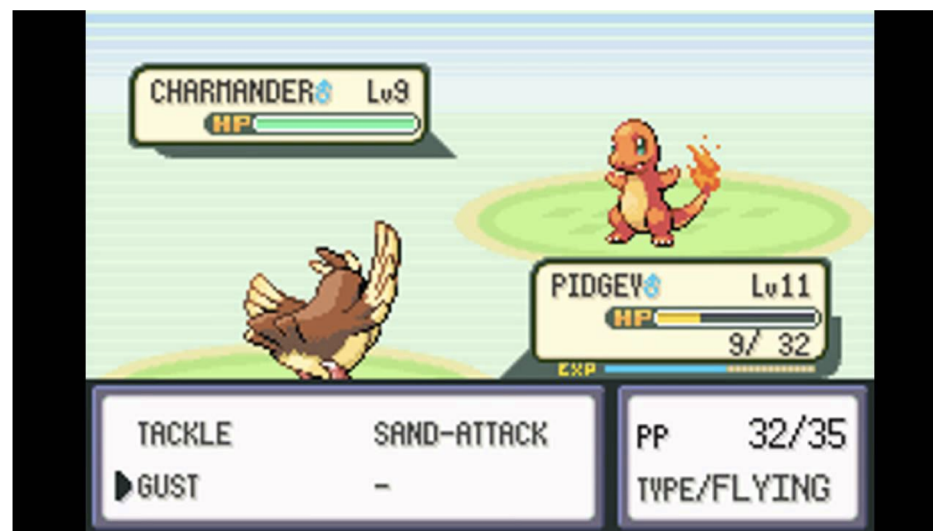 CHARMANDER♂ Lv9
HP
PIDGEY♂ Lv11
HP
9/ 32
EXP
TACKLE SAND-ATTACK
GUST -
PP 32/35
TYPE/FLYING